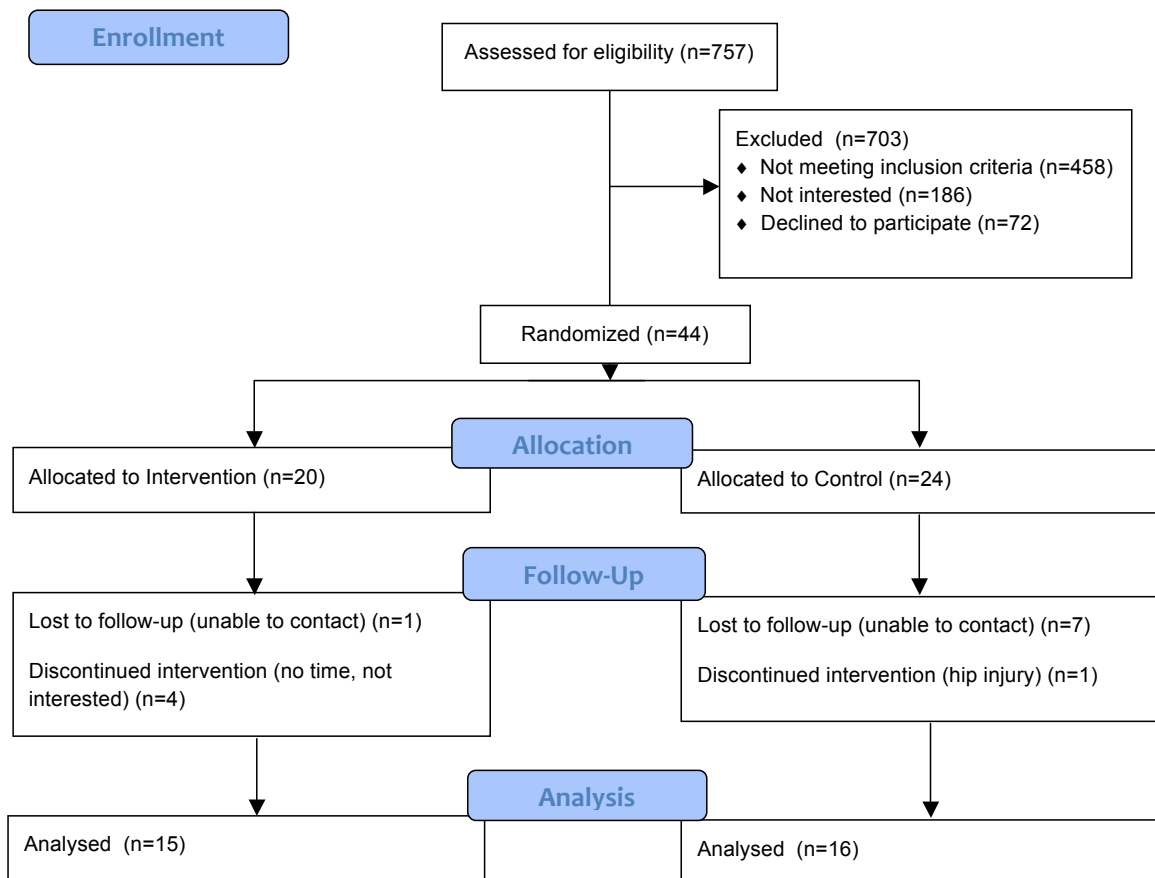 Enrollment
Assessed for eligibility (n=757)
Excluded (n=703)
♦ Not meeting inclusion criteria (n=458)
♦ Not interested (n=186)
♦ Declined to participate (n=72)
Randomized (n=44)
Allocation
Allocated to Intervention (n=20)
Allocated to Control (n=24)
Follow-Up
Lost to follow-up (unable to contact) (n=1)
Discontinued intervention (no time, not
interested) (n=4)
Lost to follow-up (unable to contact) (n=7)
Discontinued intervention (hip injury) (n=1)
Analysis
Analysed (n=15)
Analysed (n=16)